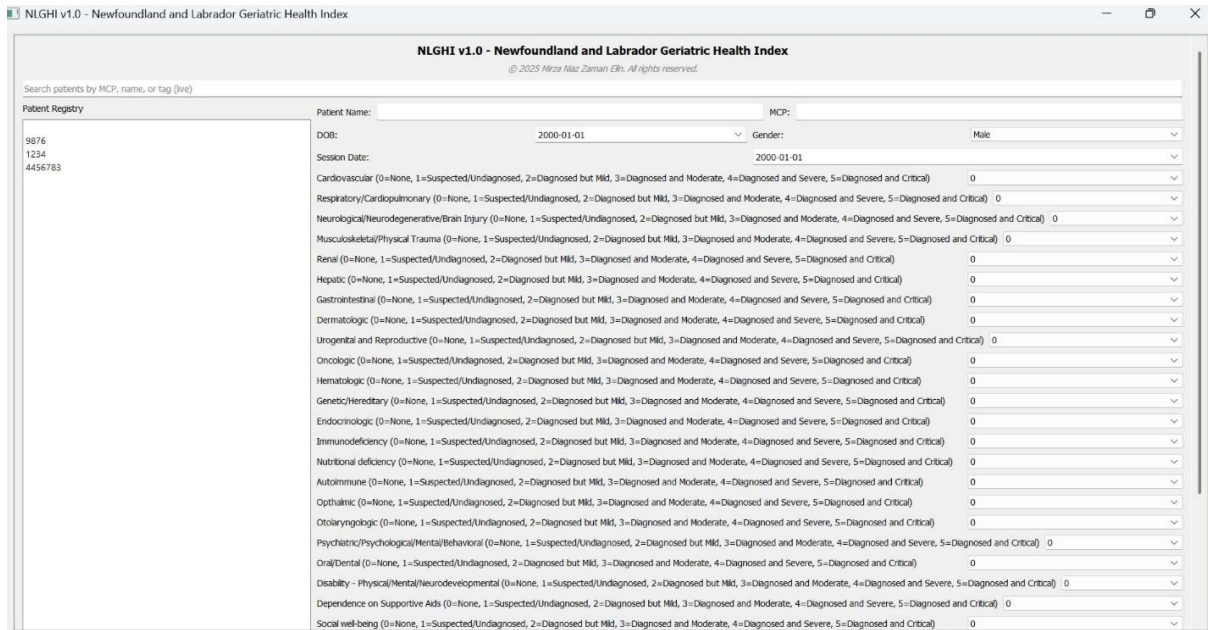 NLGHI v1.0 - Newfoundland and Labrador Geriatric Health Index
NLGHI v1.0 - Newfoundland and Labrador Geriatric Health Index
© 2025 Mirza Niaz Zaman Elin. All rights reserved.
Search patients by MCP, name, or tag (live)
Patient Registry
9876
1234
4456783
Patient Name: MCP:
DOB: 2000-01-01 Gender: Male
Session Date: 2000-01-01
Cardiovascular (0=None, 1=Suspected/Undiagnosed, 2=Diagnosed but Mild, 3=Diagnosed and Moderate, 4=Diagnosed and Severe, 5=Diagnosed and Critical) 0
Respiratory/Cardiopulmonary (0=None, 1=Suspected/Undiagnosed, 2=Diagnosed but Mild, 3=Diagnosed and Moderate, 4=Diagnosed and Severe, 5=Diagnosed and Critical) 0
Neurological/Neurodegenerative/Brain Injury (0=None, 1=Suspected/Undiagnosed, 2=Diagnosed but Mild, 3=Diagnosed and Moderate, 4=Diagnosed and Severe, 5=Diagnosed and Critical) 0
Musculoskeletal/Physical Trauma (0=None, 1=Suspected/Undiagnosed, 2=Diagnosed but Mild, 3=Diagnosed and Moderate, 4=Diagnosed and Severe, 5=Diagnosed and Critical) 0
Renal (0=None, 1=Suspected/Undiagnosed, 2=Diagnosed but Mild, 3=Diagnosed and Moderate, 4=Diagnosed and Severe, 5=Diagnosed and Critical) 0
Hepatic (0=None, 1=Suspected/Undiagnosed, 2=Diagnosed but Mild, 3=Diagnosed and Moderate, 4=Diagnosed and Severe, 5=Diagnosed and Critical) 0
Gastrointestinal (0=None, 1=Suspected/Undiagnosed, 2=Diagnosed but Mild, 3=Diagnosed and Moderate, 4=Diagnosed and Severe, 5=Diagnosed and Critical) 0
Dermatologic (0=None, 1=Suspected/Undiagnosed, 2=Diagnosed but Mild, 3=Diagnosed and Moderate, 4=Diagnosed and Severe, 5=Diagnosed and Critical) 0
Urogenital and Reproductive (0=None, 1=Suspected/Undiagnosed, 2=Diagnosed but Mild, 3=Diagnosed and Moderate, 4=Diagnosed and Severe, 5=Diagnosed and Critical) 0
Oncologic (0=None, 1=Suspected/Undiagnosed, 2=Diagnosed but Mild, 3=Diagnosed and Moderate, 4=Diagnosed and Severe, 5=Diagnosed and Critical) 0
Hematologic (0=None, 1=Suspected/Undiagnosed, 2=Diagnosed but Mild, 3=Diagnosed and Moderate, 4=Diagnosed and Severe, 5=Diagnosed and Critical) 0
Genetic/Hereditary (0=None, 1=Suspected/Undiagnosed, 2=Diagnosed but Mild, 3=Diagnosed and Moderate, 4=Diagnosed and Severe, 5=Diagnosed and Critical) 0
Endocrinologic (0=None, 1=Suspected/Undiagnosed, 2=Diagnosed but Mild, 3=Diagnosed and Moderate, 4=Diagnosed and Severe, 5=Diagnosed and Critical) 0
Immunodeficiency (0=None, 1=Suspected/Undiagnosed, 2=Diagnosed but Mild, 3=Diagnosed and Moderate, 4=Diagnosed and Severe, 5=Diagnosed and Critical) 0
Nutritional deficiency (0=None, 1=Suspected/Undiagnosed, 2=Diagnosed but Mild, 3=Diagnosed and Moderate, 4=Diagnosed and Severe, 5=Diagnosed and Critical) 0
Autoimmune (0=None, 1=Suspected/Undiagnosed, 2=Diagnosed but Mild, 3=Diagnosed and Moderate, 4=Diagnosed and Severe, 5=Diagnosed and Critical) 0
Opthalmic (0=None, 1=Suspected/Undiagnosed, 2=Diagnosed but Mild, 3=Diagnosed and Moderate, 4=Diagnosed and Severe, 5=Diagnosed and Critical) 0
Otolaryngologic (0=None, 1=Suspected/Undiagnosed, 2=Diagnosed but Mild, 3=Diagnosed and Moderate, 4=Diagnosed and Severe, 5=Diagnosed and Critical) 0
Psychiatric/Psychological/Mental/Behavioral (0=None, 1=Suspected/Undiagnosed, 2=Diagnosed but Mild, 3=Diagnosed and Moderate, 4=Diagnosed and Severe, 5=Diagnosed and Critical) 0
Oral/Dental (0=None, 1=Suspected/Undiagnosed, 2=Diagnosed but Mild, 3=Diagnosed and Moderate, 4=Diagnosed and Severe, 5=Diagnosed and Critical) 0
Disability - Physical/Mental/Neurodevelopmental (0=None, 1=Suspected/Undiagnosed, 2=Diagnosed but Mild, 3=Diagnosed and Moderate, 4=Diagnosed and Severe, 5=Diagnosed and Critical) 0
Dependence on Supportive Aids (0=None, 1=Suspected/Undiagnosed, 2=Diagnosed but Mild, 3=Diagnosed and Moderate, 4=Diagnosed and Severe, 5=Diagnosed and Critical) 0
Social well-being (0=None, 1=Suspected/Undiagnosed, 2=Diagnosed but Mild, 3=Diagnosed and Moderate, 4=Diagnosed and Severe, 5=Diagnosed and Critical) 0